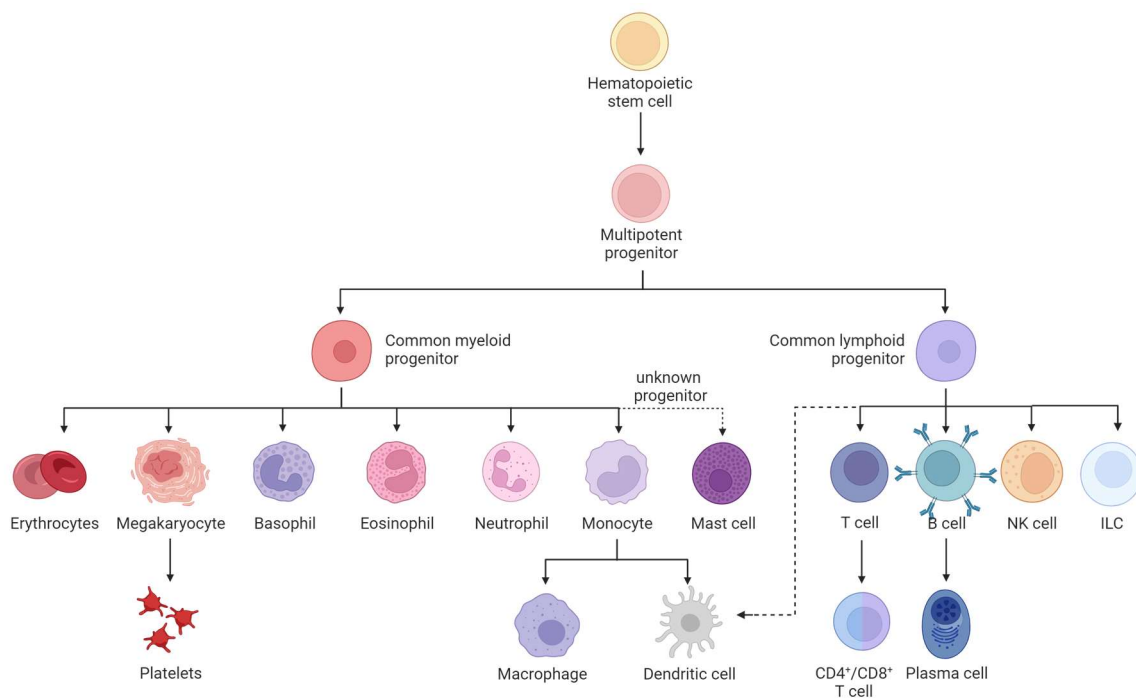 Hematopoietic
stem cell
Multipotent
progenitor
Common myeloid
progenitor
Common lymphoid
progenitor
unknown
progenitor
Erythrocytes
Megakaryocyte
Basophil
Eosinophil
Neutrophil
Monocyte
Mast cell
T cell
B cell
NK cell
ILC
Platelets
Macrophage
Dendritic cell
CD4⁺/CD8⁺
T cell
Plasma cell